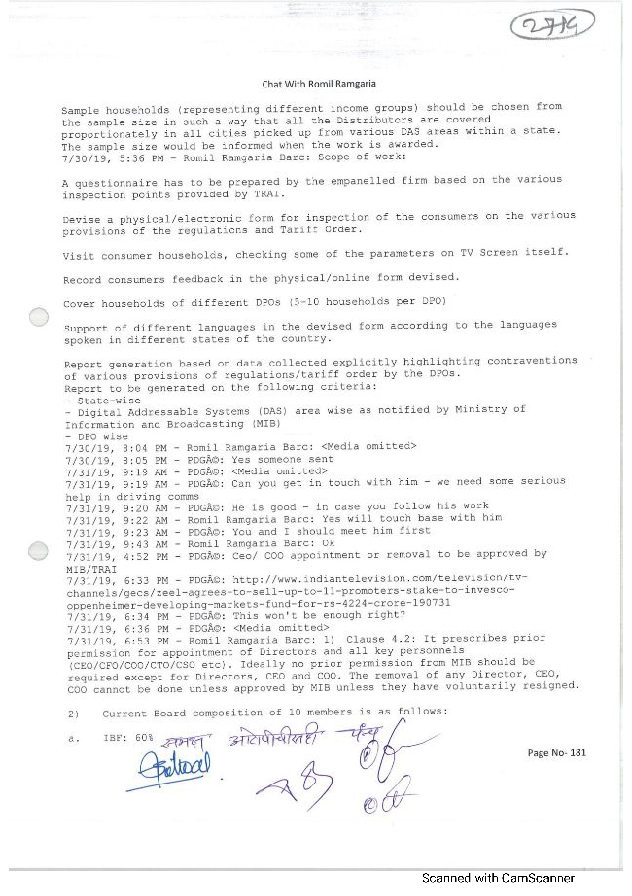 2719
Chat With Romil Ramgaria
Sample households (representing different income groups) should be chosen from
the sample size in such a way that all the Distributors are covered
proportionately in all cities picked up from various DAS areas within a state.
The sample size would be informed when the work is awarded.
7/30/19, 5:36 PM - Romil Ramgaria Barc: Scope of work:
A questionnaire has to be prepared by the empanelled firm based on the various
inspection points provided by TRAI.
Devise a physical/electronic form for inspection of the consumers on the various
provisions of the regulations and Tariff Order.
Visit consumer households, checking some of the parameters on TV Screen itself.
Record consumers feedback in the physical/online form devised.
Cover households of different DPOs (5-10 households per DPO)
Support of different languages in the devised form according to the languages
spoken in different states of the country.
Report generation based on data collected explicitly highlighting contraventions
of various provisions of regulations/tariff order by the DPOs.
Report to be generated on the following criteria:
- State-wise
- Digital Addressable Systems (DAS) area wise as notified by Ministry of
Information and Broadcasting (MIB)
- DPO wise
7/30/19, 8:04 PM - Romil Ramgaria Barc: <Media omitted>
7/30/19, 8:05 PM - PDGÂ©: Yes someone sent
7/31/19, 9:19 AM - PDGÂ©: <Media omitted>
7/31/19, 9:19 AM - PDGÂ©: Can you get in touch with him - we need some serious
help in driving comms
7/31/19, 9:20 AM - PDGÂ©: He is good - in case you follow his work
7/31/19, 9:22 AM - Romil Ramgaria Barc: Yes will touch base with him
7/31/19, 9:23 AM - PDGÂ©: You and I should meet him first
7/31/19, 9:43 AM - Romil Ramgaria Barc: Ok
7/31/19, 4:52 PM - PDGÂ©: Ceo/ COO appointment or removal to be approved by
MIB/TRAI
7/31/19, 6:33 PM - PDGÂ©: http://www.indiantelevision.com/television/tv-
channels/gecs/zeel-agrees-to-sell-up-to-11-promoters-stake-to-invesco-
oppenheimer-developing-markets-fund-for-rs-4224-crore-190731
7/31/19, 6:34 PM - PDGÂ©: This won't be enough right?
7/31/19, 6:36 PM - PDGÂ©: <Media omitted>
7/31/19, 6:53 PM - Romil Ramgaria Barc: 1) Clause 4.2: It prescribes prior
permission for appointment of Directors and all key personnels
(CEO/CFO/COO/CTO/CSO etc). Ideally no prior permission from MIB should be
required except for Directors, CEO and COO. The removal of any Director, CEO,
COO cannot be done unless approved by MIB unless they have voluntarily resigned.
2) Current Board composition of 10 members is as follows:
a. IBF: 60%
समक्ष
पंच
Page No- 131
Scanned with CamScanner